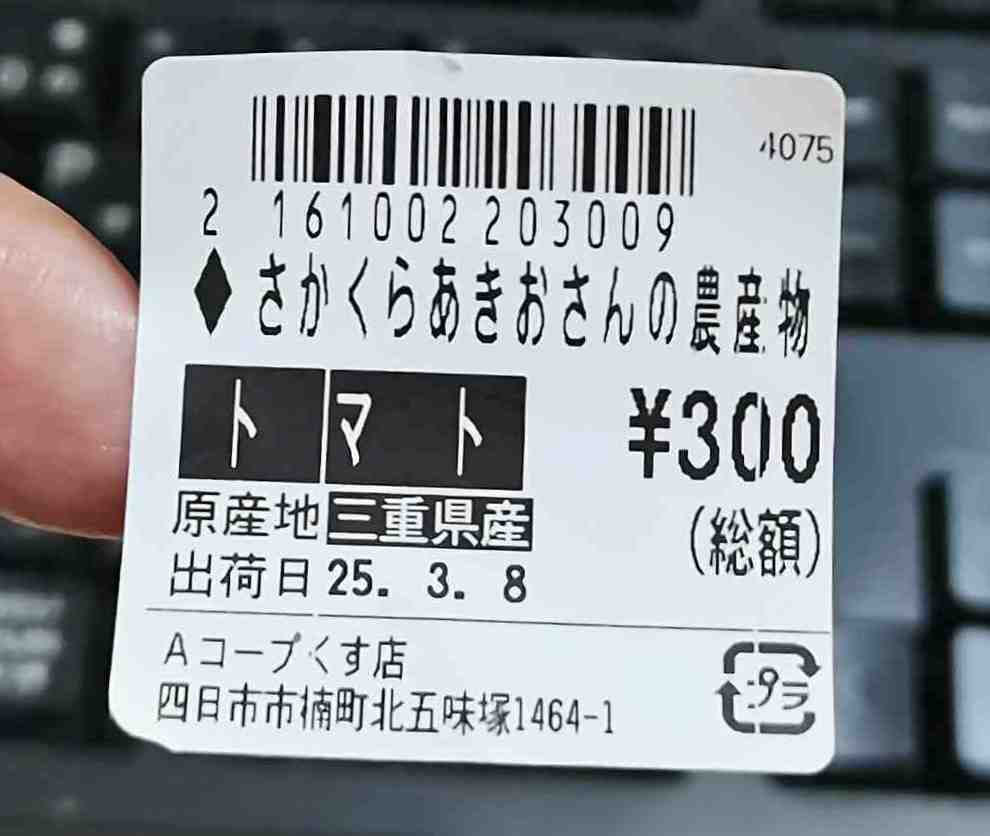 4075
2 161002 203009
♦さかくらあきおさんの農産物
トマト ¥300
原産地 三重県産 (総額)
出荷日 25. 3. 8
Aコープくす店
四日市市楠町北五味塚1464-1
プラ